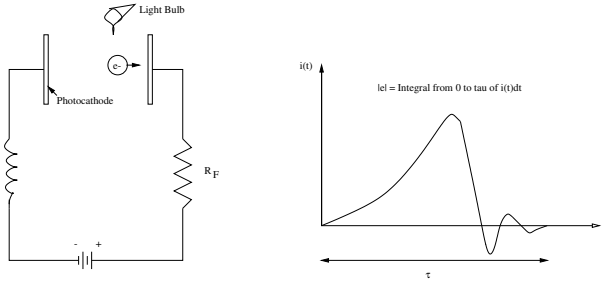 Light Bulb
e-
Photocathode
R F
- +
i(t)
|e| = Integral from 0 to tau of i(t)dt
τ